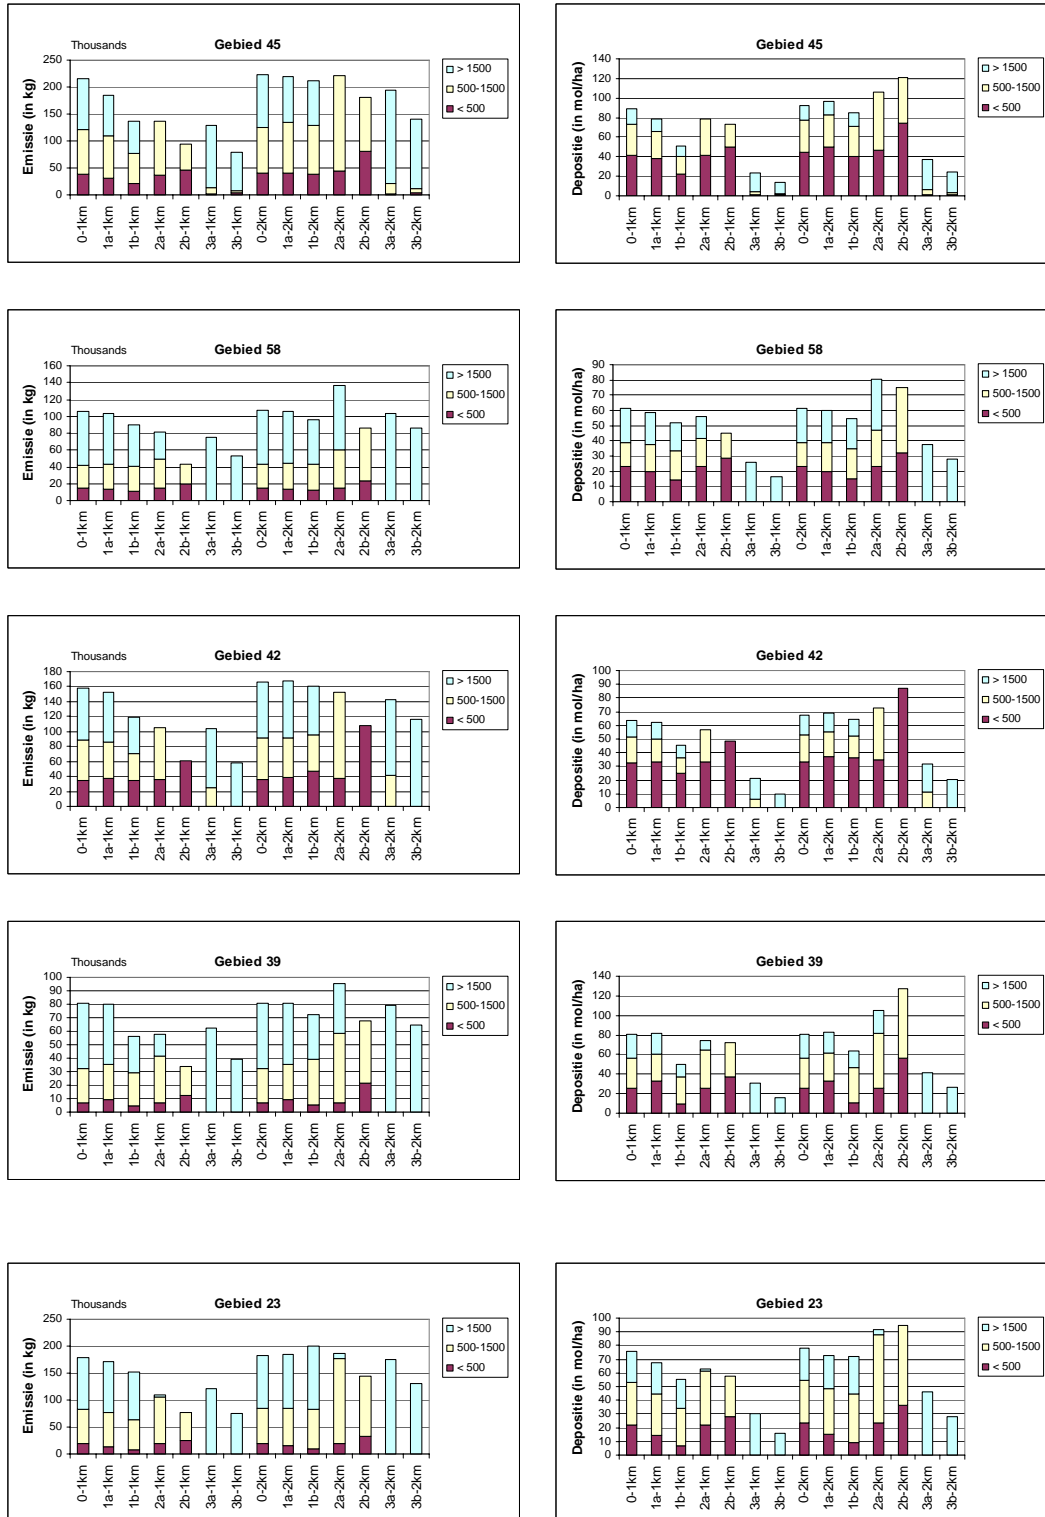 Thousands
Gebied 45
Emissie (in kg)
250
200
150
100
50
0
0-1km
1a-1km
1b-1km
2a-1km
2b-1km
3a-1km
3b-1km
0-2km
1a-2km
1b-2km
2a-2km
2b-2km
3a-2km
3b-2km
> 1500
500-1500
< 500
Gebied 45
Depositie (in mol/ha)
140
120
100
80
60
40
20
0
0-1km
1a-1km
1b-1km
2a-1km
2b-1km
3a-1km
3b-1km
0-2km
1a-2km
1b-2km
2a-2km
2b-2km
3a-2km
3b-2km
> 1500
500-1500
< 500
Thousands
Gebied 58
Emissie (in kg)
160
140
120
100
80
60
40
20
0
0-1km
1a-1km
1b-1km
2a-1km
2b-1km
3a-1km
3b-1km
0-2km
1a-2km
1b-2km
2a-2km
2b-2km
3a-2km
3b-2km
> 1500
500-1500
< 500
Gebied 58
Depositie (in mol/ha)
90
80
70
60
50
40
30
20
10
0
0-1km
1a-1km
1b-1km
2a-1km
2b-1km
3a-1km
3b-1km
0-2km
1a-2km
1b-2km
2a-2km
2b-2km
3a-2km
3b-2km
> 1500
500-1500
< 500
Thousands
Gebied 42
Emissie (in kg)
180
160
140
120
100
80
60
40
20
0
0-1km
1a-1km
1b-1km
2a-1km
2b-1km
3a-1km
3b-1km
0-2km
1a-2km
1b-2km
2a-2km
2b-2km
3a-2km
3b-2km
> 1500
500-1500
< 500
Gebied 42
Depositie (in mol/ha)
100
90
80
70
60
50
40
30
20
10
0
0-1km
1a-1km
1b-1km
2a-1km
2b-1km
3a-1km
3b-1km
0-2km
1a-2km
1b-2km
2a-2km
2b-2km
3a-2km
3b-2km
> 1500
500-1500
< 500
Thousands
Gebied 39
Emissie (in kg)
100
90
80
70
60
50
40
30
20
10
0
0-1km
1a-1km
1b-1km
2a-1km
2b-1km
3a-1km
3b-1km
0-2km
1a-2km
1b-2km
2a-2km
2b-2km
3a-2km
3b-2km
> 1500
500-1500
< 500
Gebied 39
Depositie (in mol/ha)
140
120
100
80
60
40
20
0
0-1km
1a-1km
1b-1km
2a-1km
2b-1km
3a-1km
3b-1km
0-2km
1a-2km
1b-2km
2a-2km
2b-2km
3a-2km
3b-2km
> 1500
500-1500
< 500
Thousands
Gebied 23
Emissie (in kg)
250
200
150
100
50
0
0-1km
1a-1km
1b-1km
2a-1km
2b-1km
3a-1km
3b-1km
0-2km
1a-2km
1b-2km
2a-2km
2b-2km
3a-2km
3b-2km
> 1500
500-1500
< 500
Gebied 23
Depositie (in mol/ha)
100
90
80
70
60
50
40
30
20
10
0
0-1km
1a-1km
1b-1km
2a-1km
2b-1km
3a-1km
3b-1km
0-2km
1a-2km
1b-2km
2a-2km
2b-2km
3a-2km
3b-2km
> 1500
500-1500
< 500